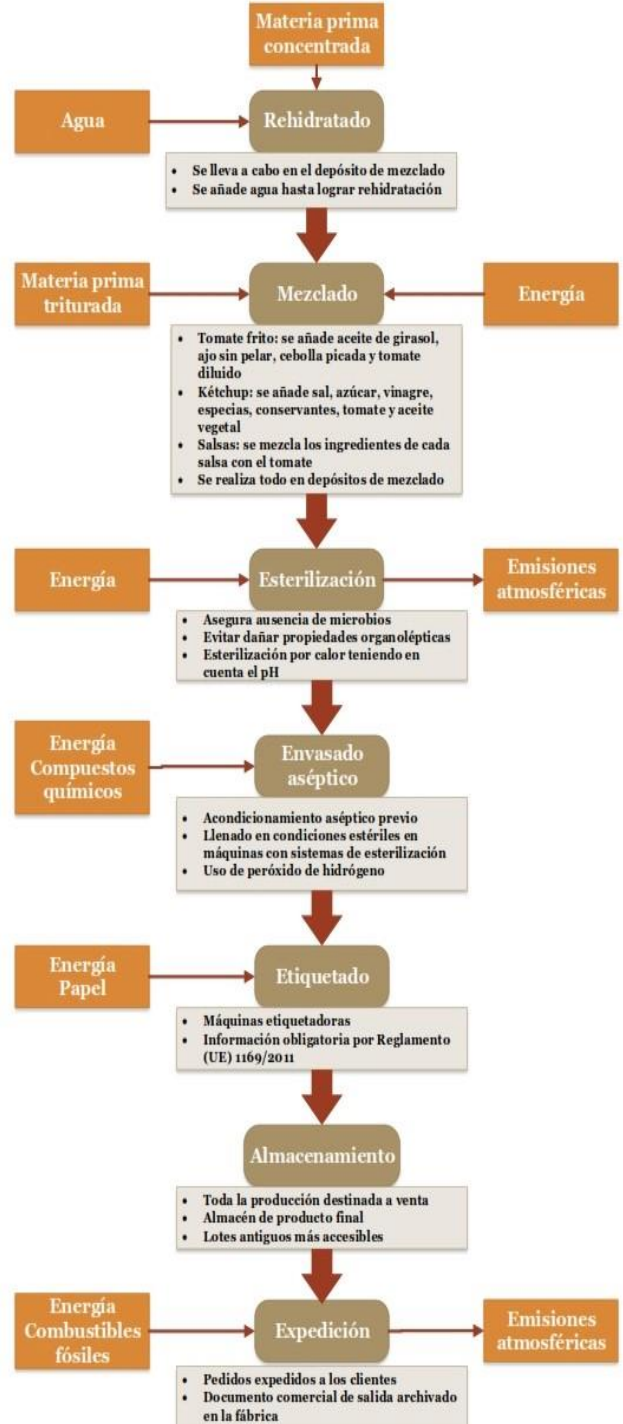 Materia prima
concentrada
Agua
Rehidratado
• Se lleva a cabo en el depósito de mezclado
• Se añade agua hasta lograr rehidratación
Materia prima
triturada
Mezclado
Energía
• Tomate frito: se añade aceite de girasol,
ajo sin pelar, cebolla picada y tomate
diluido
• Kétchup: se añade sal, azúcar, vinagre,
especias, conservantes, tomate y aceite
vegetal
• Salsas: se mezcla los ingredientes de cada
salsa con el tomate
• Se realiza todo en depósitos de mezclado
Energía
Esterilización
Emisiones
atmosféricas
• Asegura ausencia de microbios
• Evitar dañar propiedades organolépticas
• Esterilización por calor teniendo en
cuenta el pH
Energía
Compuestos
químicos
Envasado
aséptico
• Acondicionamiento aséptico previo
• Llenado en condiciones estériles en
máquinas con sistemas de esterilización
• Uso de peróxido de hidrógeno
Energía
Papel
Etiquetado
• Máquinas etiquetadoras
• Información obligatoria por Reglamento
(UE) 1169/2011
Almacenamiento
• Toda la producción destinada a venta
• Almacén de producto final
• Lotes antiguos más accesibles
Energía
Combustibles
fósiles
Expedición
Emisiones
atmosféricas
• Pedidos expedidos a los clientes
• Documento comercial de salida archivado
en la fábrica